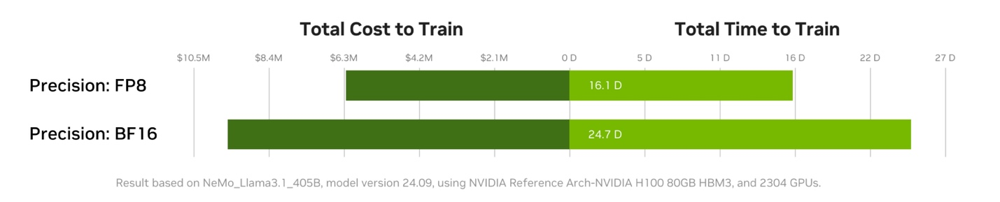 Total Cost to Train Total Time to Train
$10.5M $8.4M $6.3M $4.2M $2.1M 0 D 5 D 11 D 16 D 22 D 27 D
Precision: FP8 16.1 D
Precision: BF16 24.7 D
Result based on NeMo_Llama3.1_405B, model version 24.09, using NVIDIA Reference Arch-NVIDIA H100 80GB HBM3, and 2304 GPUs.